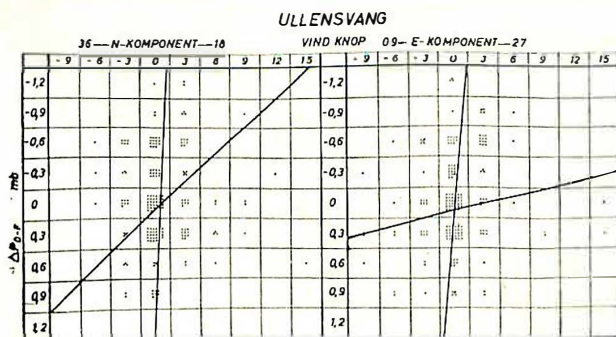 ULLENSVANG
36—N-KOMPONENT—18 VIND KNOP 09—E-KOMPONENT—27
-9 -6 -3 0 3 6 9 12 15 -9 -6 -3 0 3 6 9 12 15
-1,2 -1,2
-0,9 -0,9
-0,6 -0,6
-0,3 -0,3
0 0
0,3 0,3
0,6 0,6
0,9 0,9
1,2 1,2
ΔP0-F mb